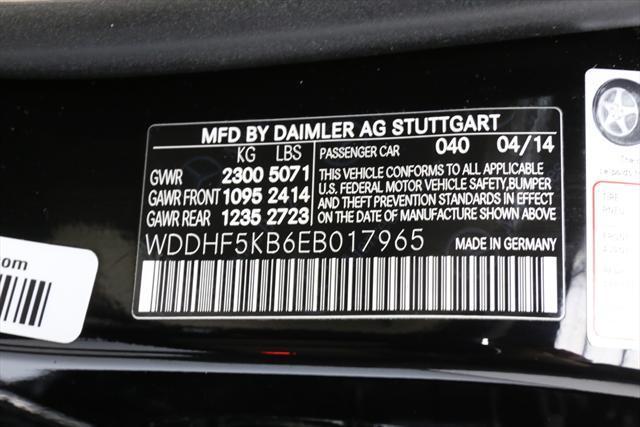 MFD BY DAIMLER AG STUTTGART
KG LBS
GVWR 2300 5071
GAWR FRONT 1095 2414
GAWR REAR 1235 2723
PASSENGER CAR 040 04/14
THIS VEHICLE CONFORMS TO ALL APPLICABLE
U.S. FEDERAL MOTOR VEHICLE SAFETY, BUMPER
AND THEFT PREVENTION STANDARDS IN EFFECT
ON THE DATE OF MANUFACTURE SHOWN ABOVE
WDDHF5KB6EB017965
MADE IN GERMANY
.com
TIRE